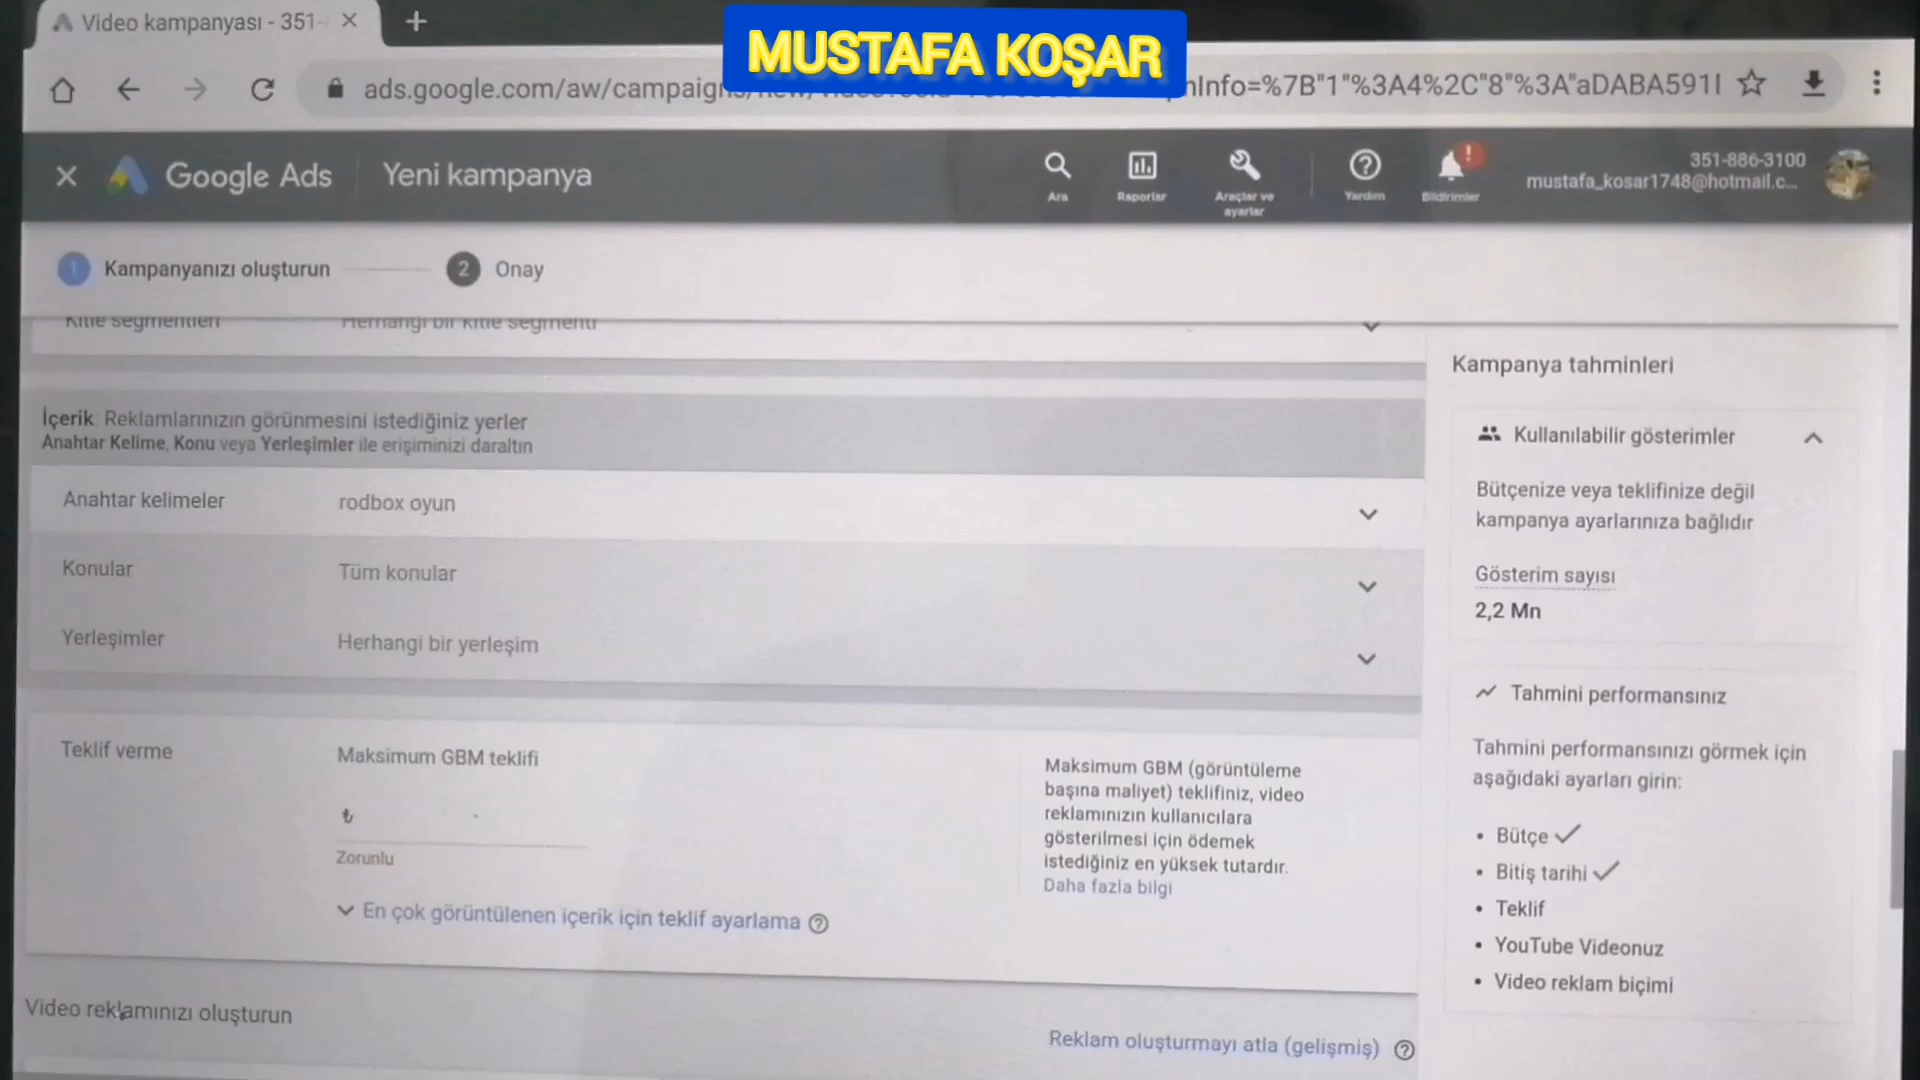 Video kampanyası - 351-
MUSTAFA KOŞAR
ads.google.com/aw/campaign
nInfo=%7B"1"%3A4%2C"8"%3A"aDABA591I
Google Ads
Yeni kampanya
Ara
Raporlar
Araçlar ve
ayarlar
Yardım
Bildirimler
351-886-3100
mustafa_kosar1748@hotmail.c...
1 Kampanyanızı oluşturun
2 Onay
Kitle segmentleri
Herhangi bir kitle segmenti
İçerik: Reklamlarınızın görünmesini istediğiniz yerler
Anahtar Kelime, Konu veya Yerleşimler ile erişiminizi daraltın
Anahtar kelimeler
rodbox oyun
Konular
Tüm konular
Yerleşimler
Herhangi bir yerleşim
Teklif verme
Maksimum GBM teklifi
₺
Zorunlu
En çok görüntülenen içerik için teklif ayarlama
Maksimum GBM (görüntüleme
başına maliyet) teklifiniz, video
reklamınızın kullanıcılara
gösterilmesi için ödemek
istediğiniz en yüksek tutardır.
Daha fazla bilgi
Video reklamınızı oluşturun
Reklam oluşturmayı atla (gelişmiş)
Kampanya tahminleri
Kullanılabilir gösterimler
Bütçenize veya teklifinize değil
kampanya ayarlarınıza bağlıdır
Gösterim sayısı
2,2 Mn
Tahmini performansınız
Tahmini performansınızı görmek için
aşağıdaki ayarları girin:
• Bütçe ✓
• Bitiş tarihi ✓
• Teklif
• YouTube Videonuz
• Video reklam biçimi